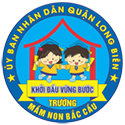 ỦY BAN NHÂN DÂN QUẬN LONG BIÊN
KHỞI ĐẦU VỮNG BƯỚC
TRƯỜNG
MẦM NON BẮC CẦU